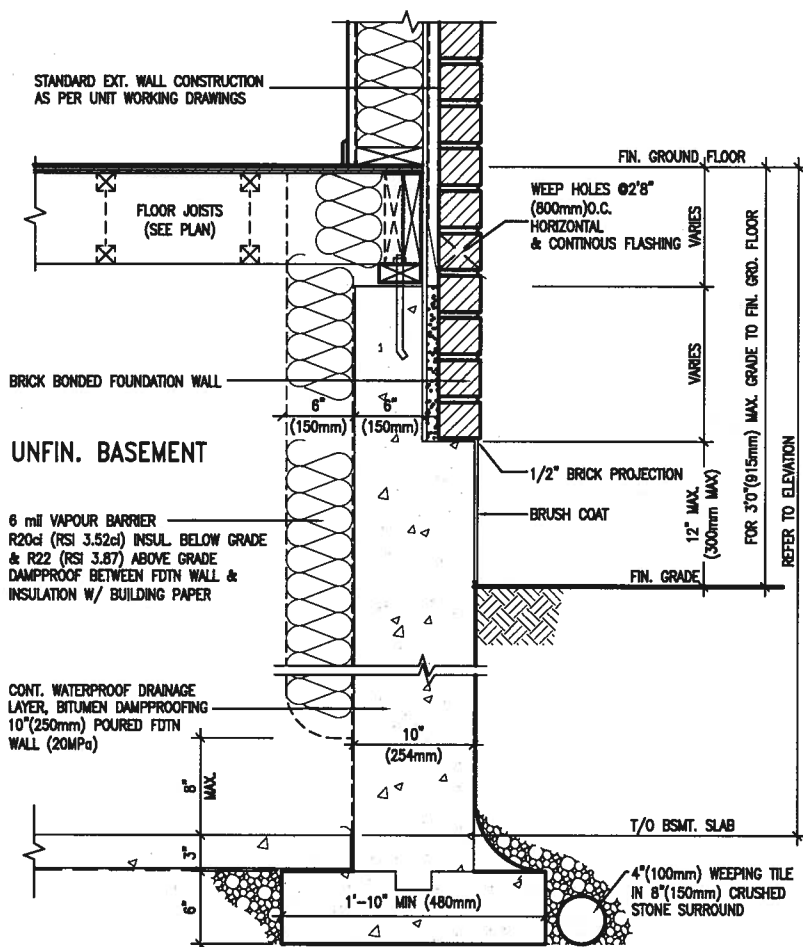 STANDARD EXT. WALL CONSTRUCTION
AS PER UNIT WORKING DRAWINGS
FIN. GROUND FLOOR
WEEP HOLES @2'8"
(800mm)O.C.
HORIZONTAL
& CONTINOUS FLASHING
FLOOR JOISTS
(SEE PLAN)
VARIES
VARIES
12" MAX.
(300mm MAX)
FOR 3'0"(915mm) MAX. GRADE TO FIN. GRD. FLOOR
REFER TO ELEVATION
BRICK BONDED FOUNDATION WALL
6"
(150mm)
6"
(150mm)
UNFIN. BASEMENT
1/2" BRICK PROJECTION
BRUSH COAT
6 mil VAPOUR BARRIER
R20ci (RSI 3.52ci) INSUL. BELOW GRADE
& R22 (RSI 3.87) ABOVE GRADE
DAMPPROOF BETWEEN FDTN WALL &
INSULATION W/ BUILDING PAPER
FIN. GRADE
CONT. WATERPROOF DRAINAGE
LAYER, BITUMEN DAMPPROOFING
10"(250mm) POURED FDTN
WALL (20MPa)
10"
(254mm)
8"
MAX.
T/O BSMT. SLAB
3"
6"
1'-10" MIN (480mm)
4"(100mm) WEEPING TILE
IN 8"(150mm) CRUSHED
STONE SURROUND